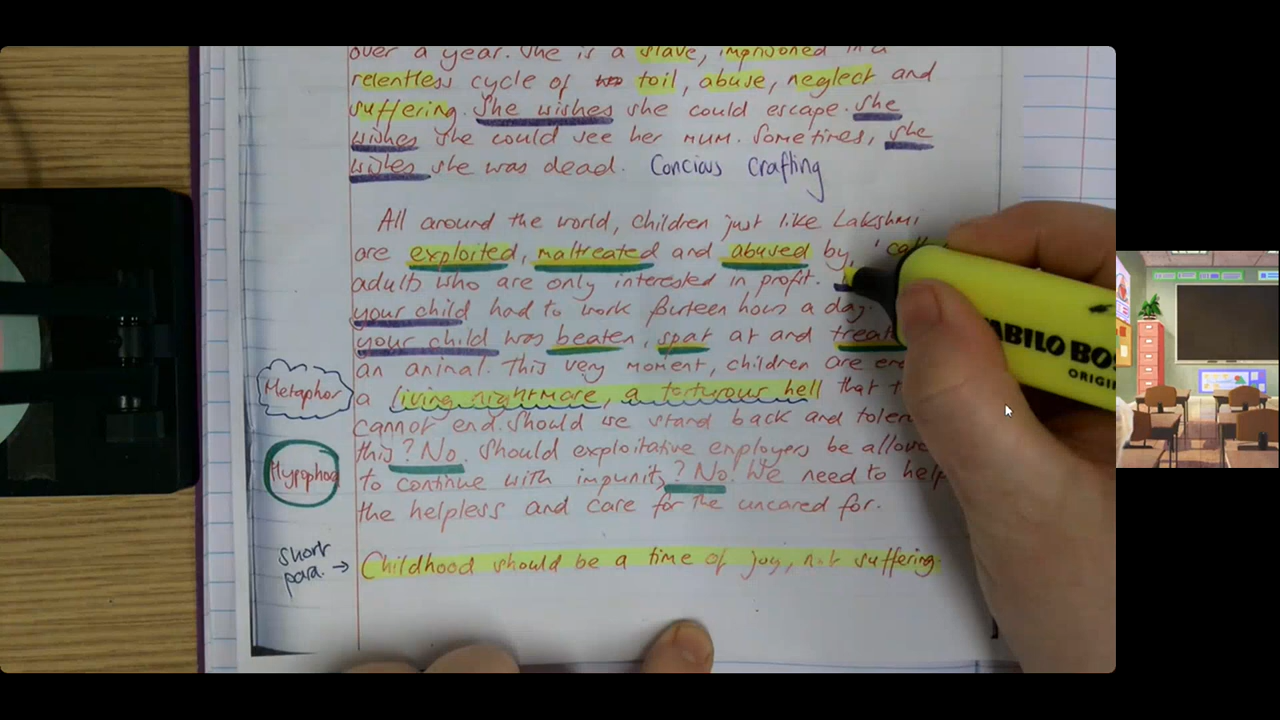 over a year. She is a slave, imprisoned in a
relentless cycle of toil, abuse, neglect and
suffering. She wishes she could escape. She
wishes she could see her mum. Sometimes, she
wishes she was dead. Concious Crafting
All around the world, children just like Lakshmi
are exploited, maltreated and abused by
adults who are only interested in profit.
your child had to work fourteen hours a day.
your child was beaten, spat at and
an animal. This very moment, children are
Metaphor
a living nightmare, a torturous hell that
cannot end. Should we stand back and
this? No. Should exploitative employers be
Hypophora
to continue with impunity? No! We need to help
the helpless and care for the uncared for.
short
para. → Childhood should be a time of joy, not suffering.
ORIGI